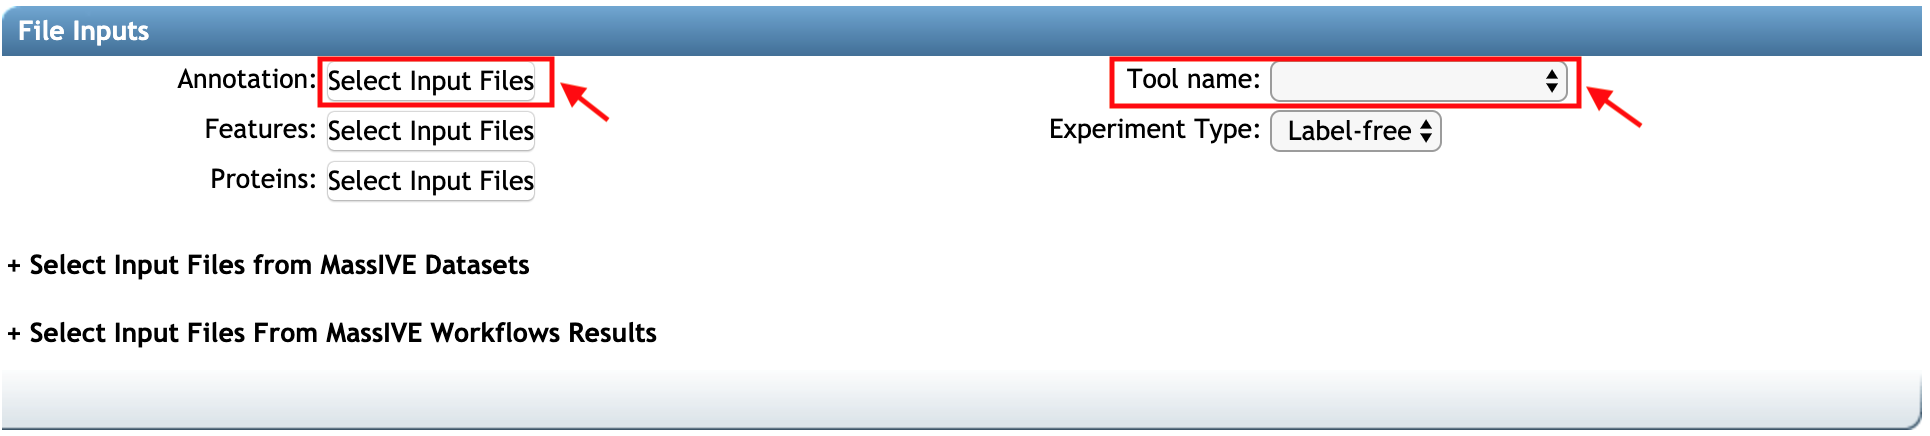 File Inputs
Annotation: Select Input Files
Tool name:
Features: Select Input Files
Experiment Type: Label-free
Proteins: Select Input Files
+ Select Input Files from MassIVE Datasets
+ Select Input Files From MassIVE Workflows Results